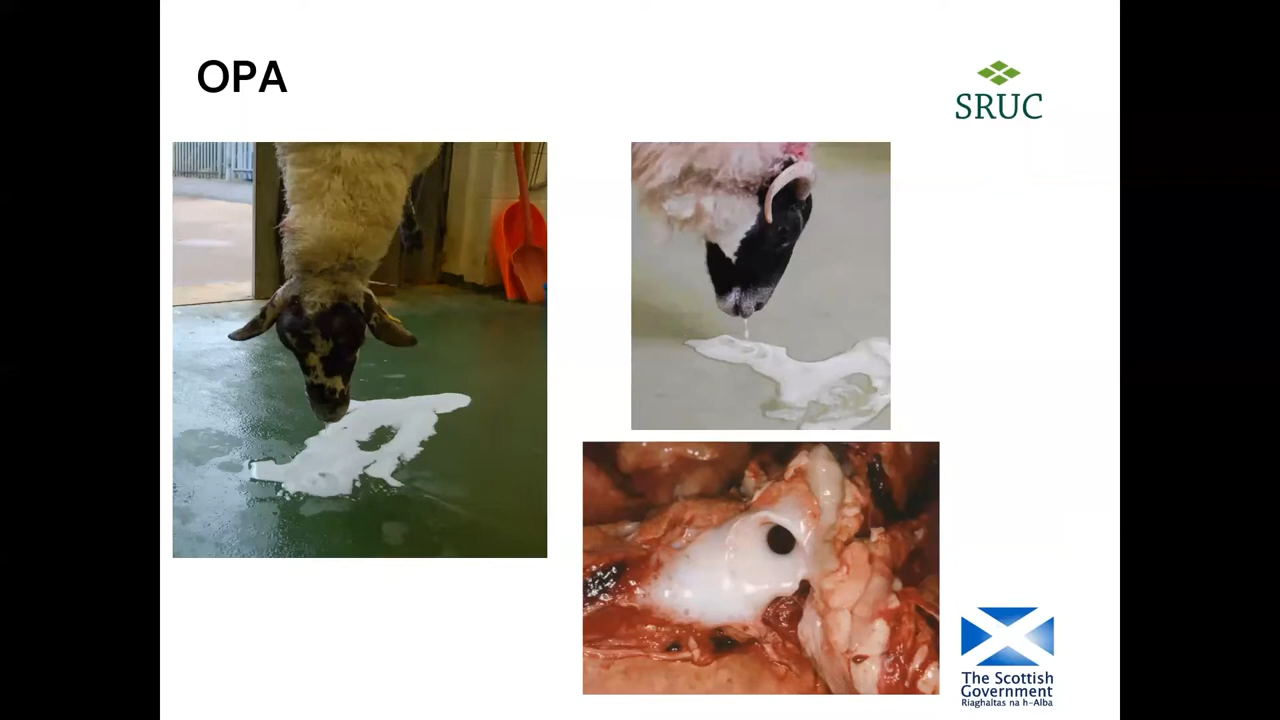 OPA
SRUC
The Scottish
Government
Riaghaltas na h-Alba